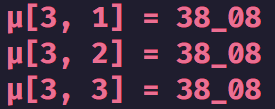 μ[3, 1] = 38_08
μ[3, 2] = 38_08
μ[3, 3] = 38_08